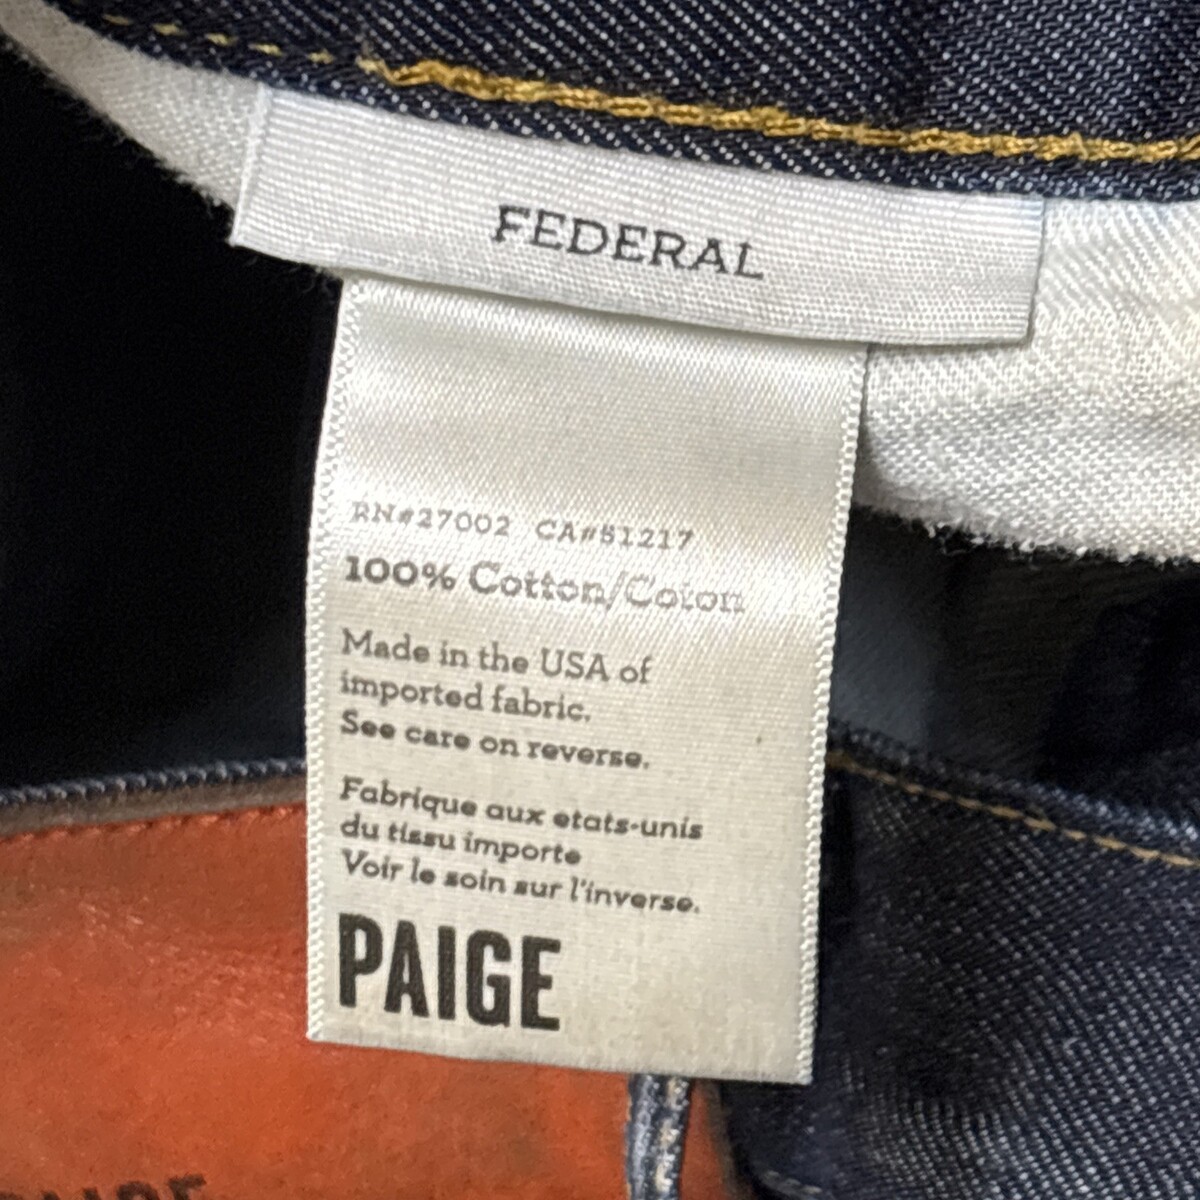 FEDERAL
RN#27002 CA#51217
100% Cotton/Coton
Made in the USA of
imported fabric.
See care on reverse.
Fabrique aux etats-unis
du tissu importe
Voir le soin sur l'inverse.
PAIGE